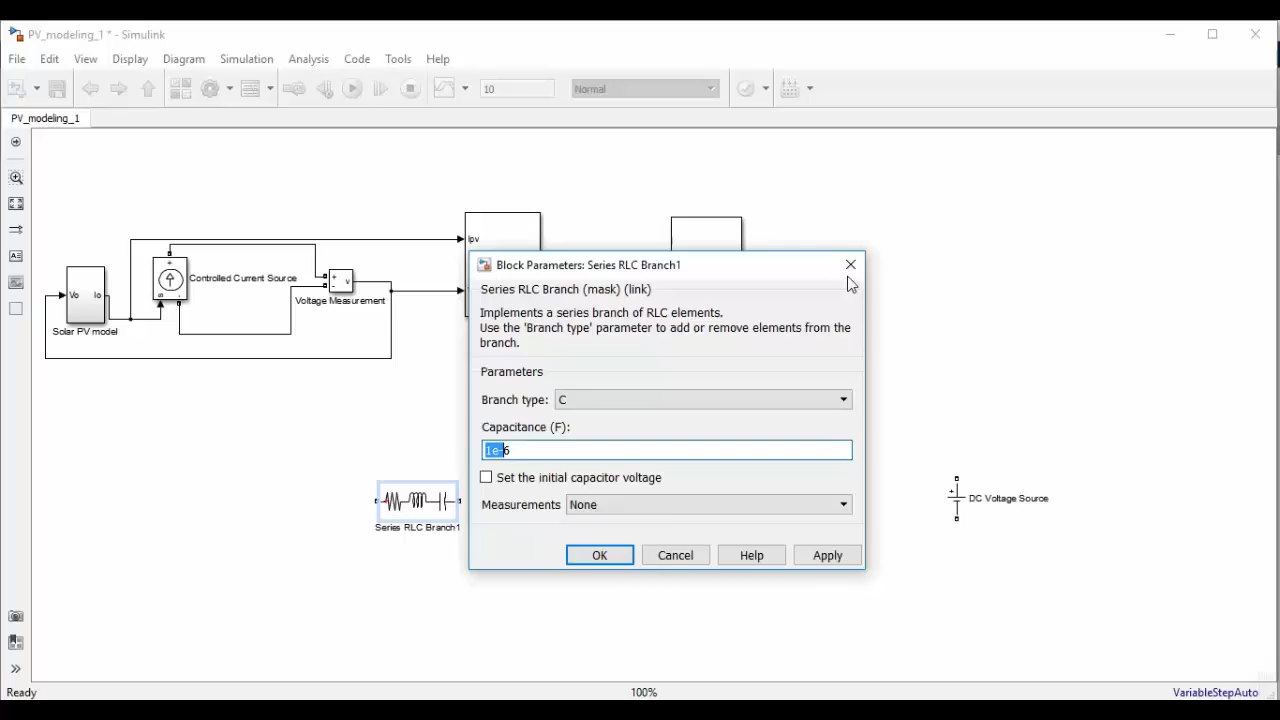 PV_modeling_1 * - Simulink
File Edit View Display Diagram Simulation Analysis Code Tools Help
10 Normal
PV_modeling_1
Ipv
Vo Io
Solar PV model
+
s
-
Controlled Current Source
+
-
v
Voltage Measurement
Block Parameters: Series RLC Branch1
Series RLC Branch (mask) (link)
Implements a series branch of RLC elements.
Use the 'Branch type' parameter to add or remove elements from the
branch.
Parameters
Branch type: C
Capacitance (F):
1e-6
Set the initial capacitor voltage
Measurements None
OK Cancel Help Apply
Series RLC Branch1
+
DC Voltage Source
Ready 100% VariableStepAuto